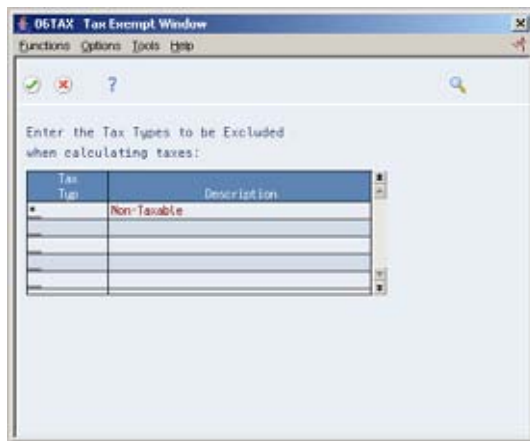 06TAX Tax Exempt Window
Functions Options Tools Help
?
Enter the Tax Types to be Excluded
when calculating taxes:
Tax
Typ Description
* Non-Taxable